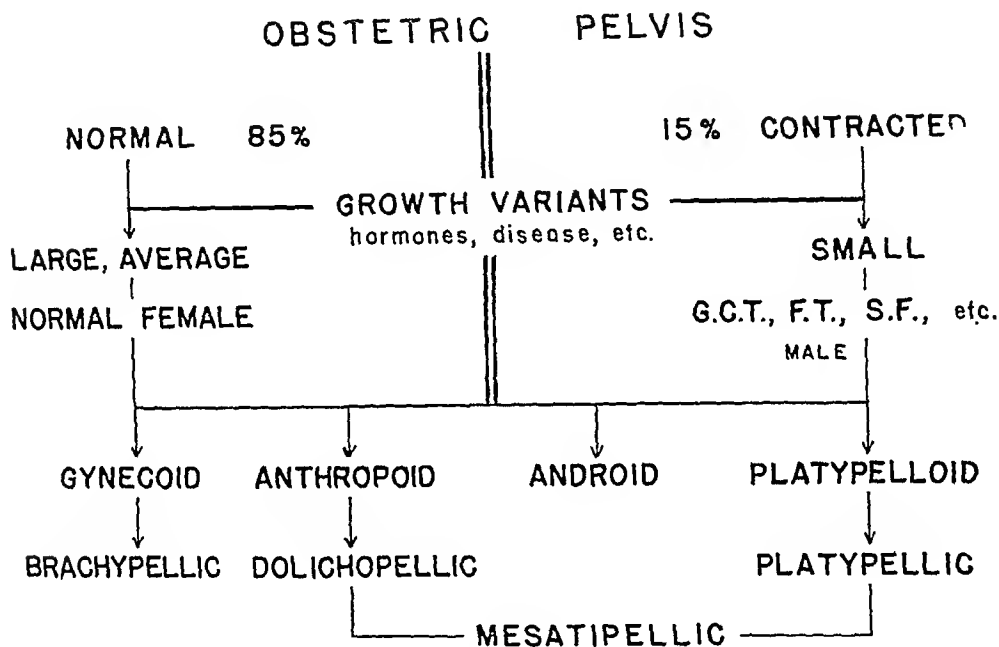 OBSTETRIC PELVIS
NORMAL 85% 15% CONTRACTED
GROWTH VARIANTS
hormones, disease, etc.
LARGE, AVERAGE SMALL
NORMAL FEMALE G.C.T., F.T., S.F., etc.
MALE
GYNECOID ANTHROPOID ANDROID PLATYPELLOID
BRACHYPELLIC DOLICHOPELLIC PLATYPELLIC
MESATIPELLIC